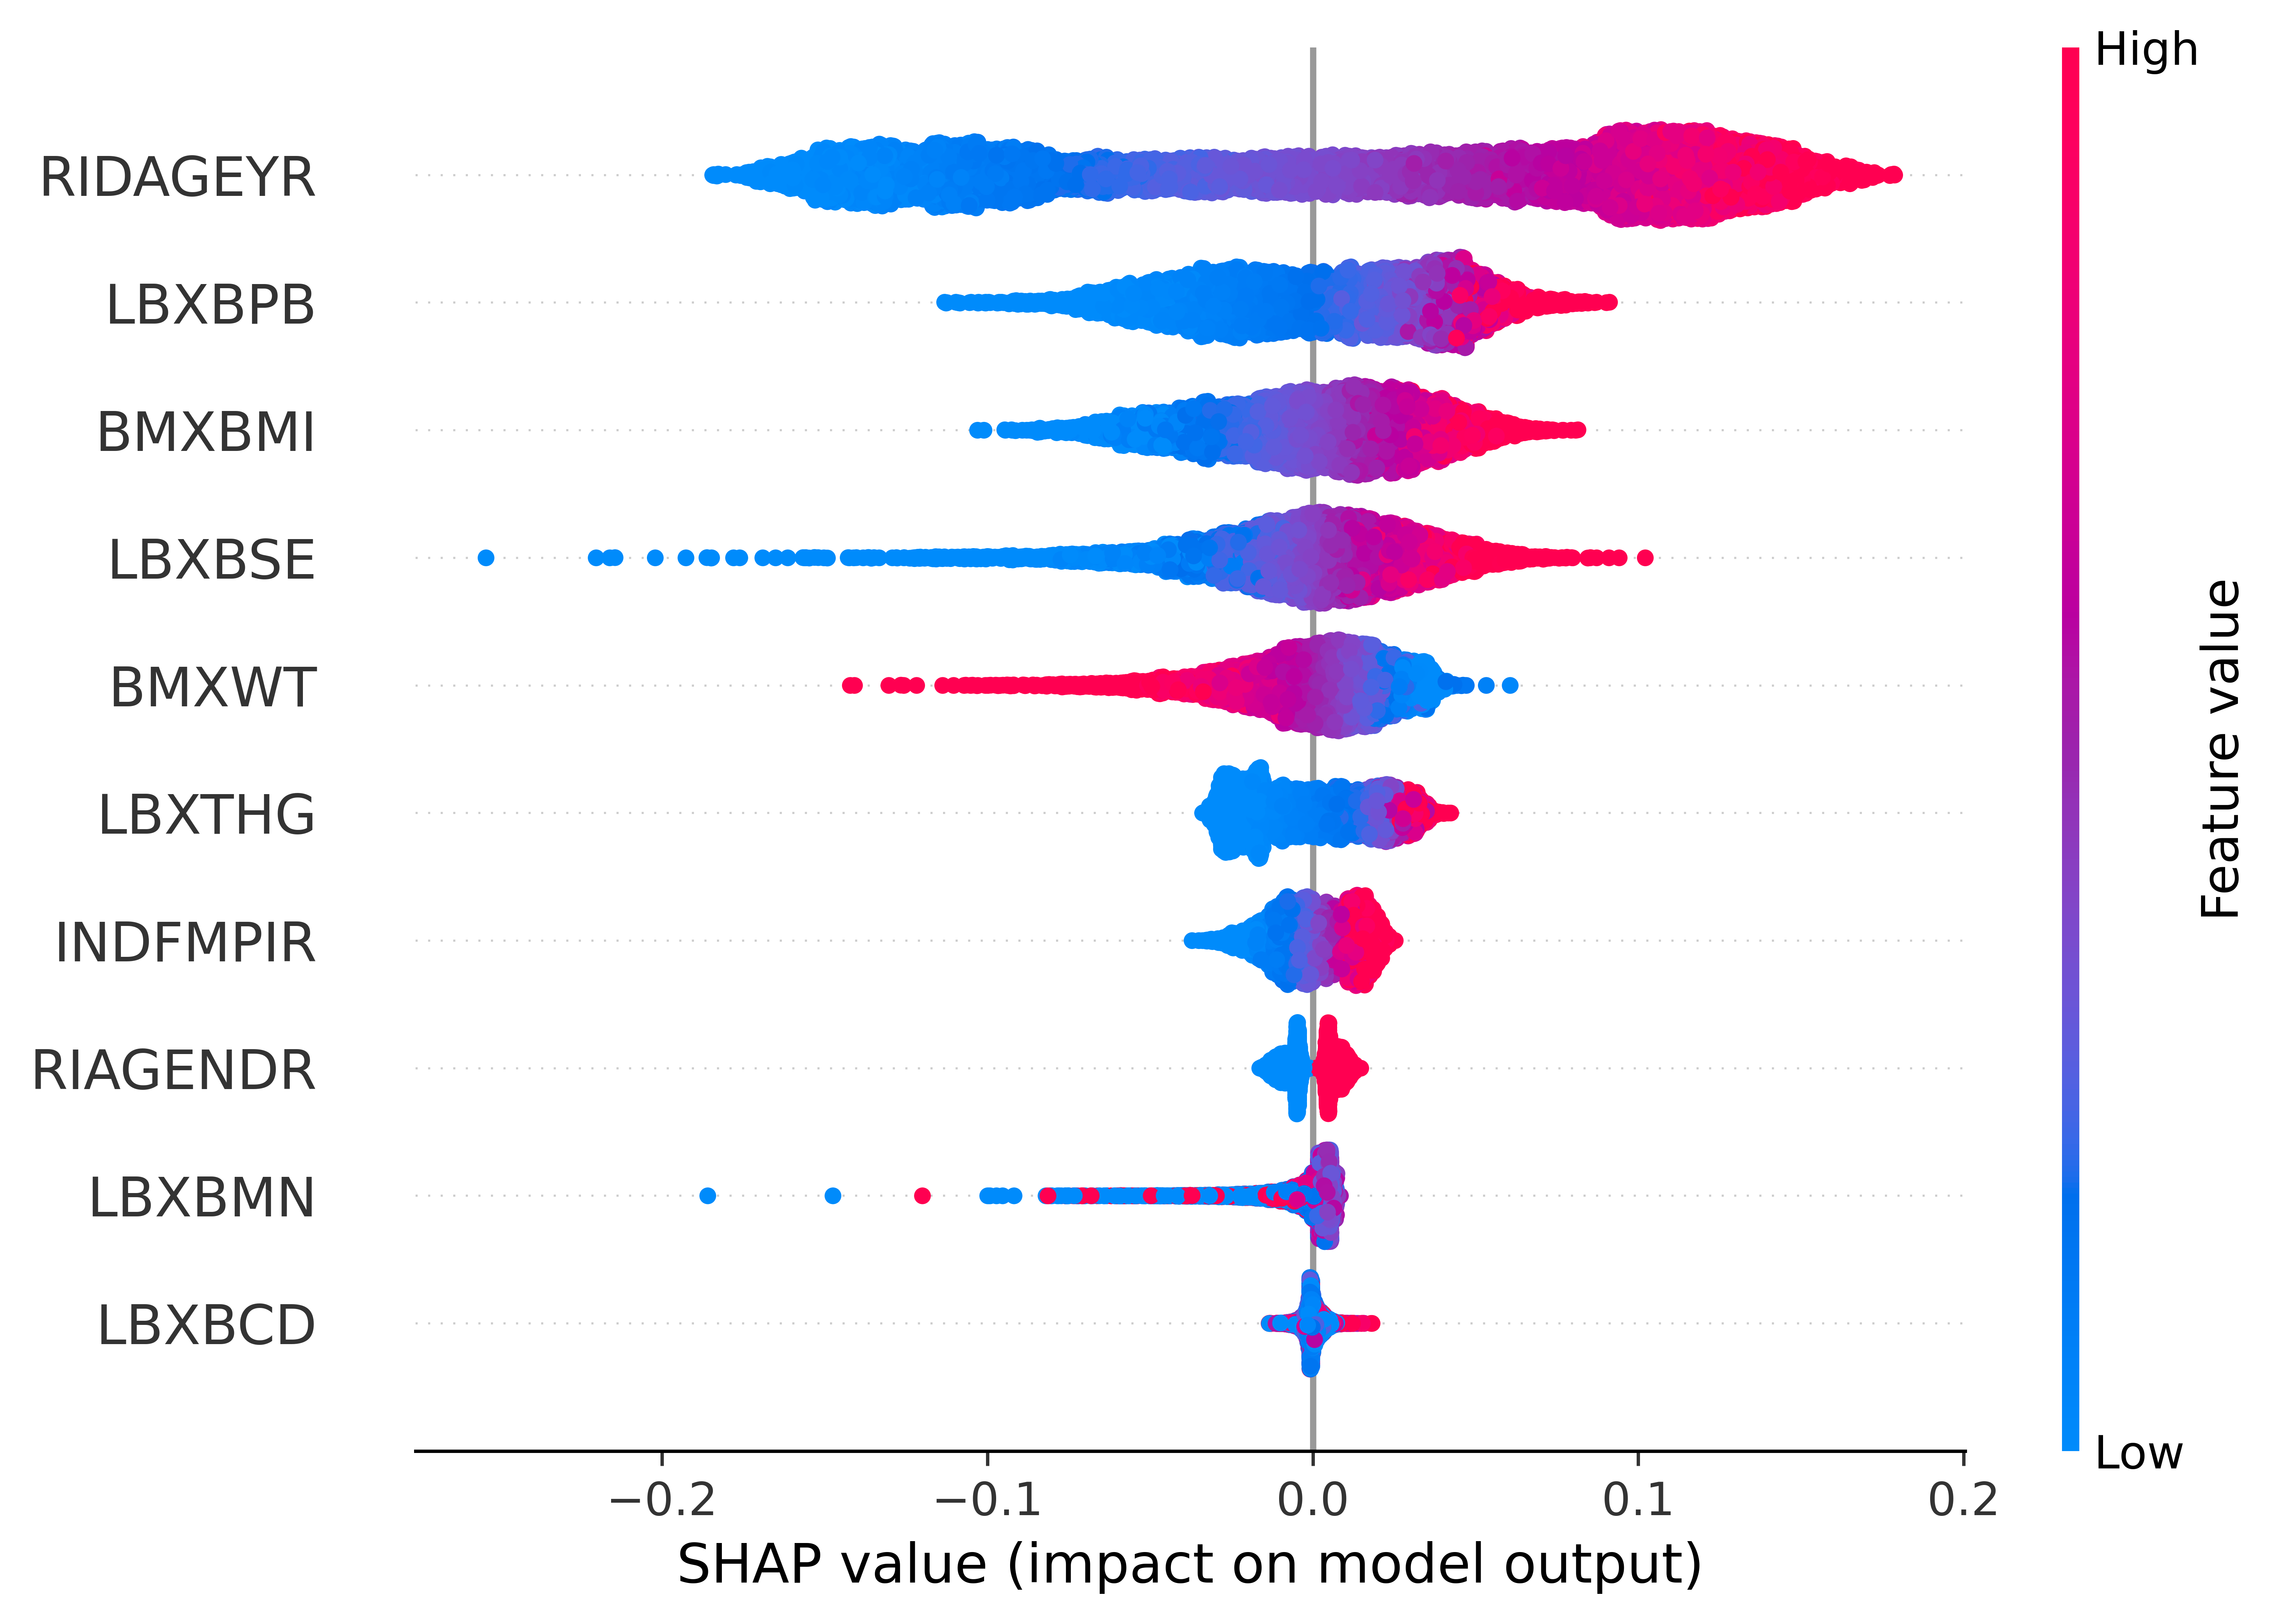 High
RIDAGEYR
LBXBPB
BMXBMI
LBXBSE
BMXWT
LBXTHG
INDFMPIR
RIAGENDR
LBXBMN
LBXBCD
Feature value
Low
−0.2 −0.1 0.0 0.1 0.2
SHAP value (impact on model output)